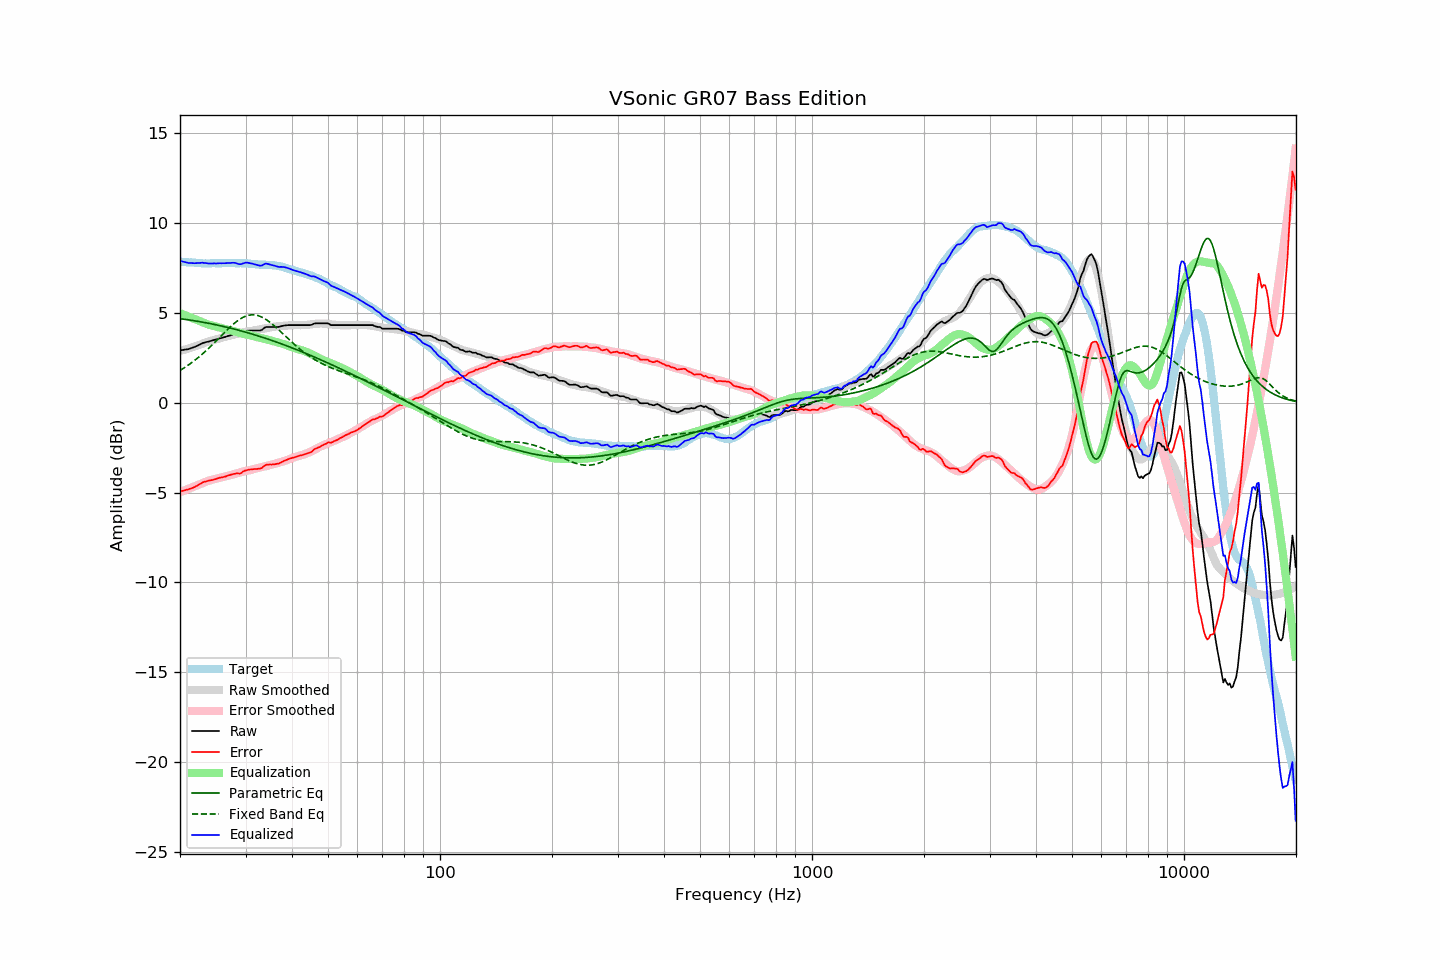 VSonic GR07 Bass Edition
Amplitude (dBr)
15
10
5
0
−5
−10
−15
−20
−25
Target
Raw Smoothed
Error Smoothed
Raw
Error
Equalization
Parametric Eq
Fixed Band Eq
Equalized
100
1000
10000
Frequency (Hz)